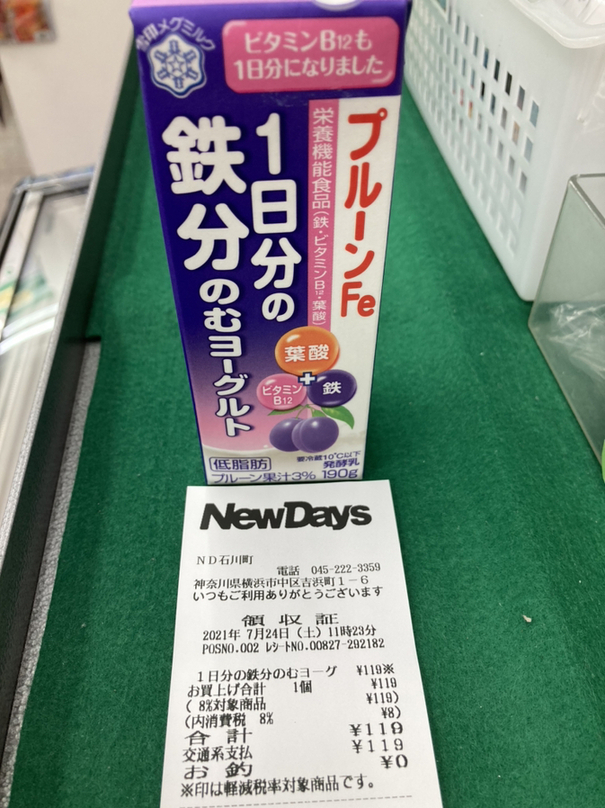 雪印メグミルク
ビタミンB12も
1日分になりました
プルーンFe
栄養機能食品(鉄・ビタミンB12・葉酸)
1日分の
鉄分のむヨーグルト
葉酸
+
ビタミン
B12
鉄
低脂肪
要冷蔵10℃以下
発酵乳
プルーン果汁3% 190g
NewDays
ND石川町
電話 045-222-3359
神奈川県横浜市中区吉浜町1-6
いつもご利用ありがとうございます
領収証
2021年 7月24日(土)11時23分
POSNO.002 レシートNO.00827-292182
1日分の鉄分のむヨーグ ¥119※
お買上げ合計 1個 ¥119
( 8%対象商品 ¥119)
(内消費税 8% ¥8)
合計 ¥119
交通系支払 ¥119
お釣 ¥0
※印は軽減税率対象商品です。